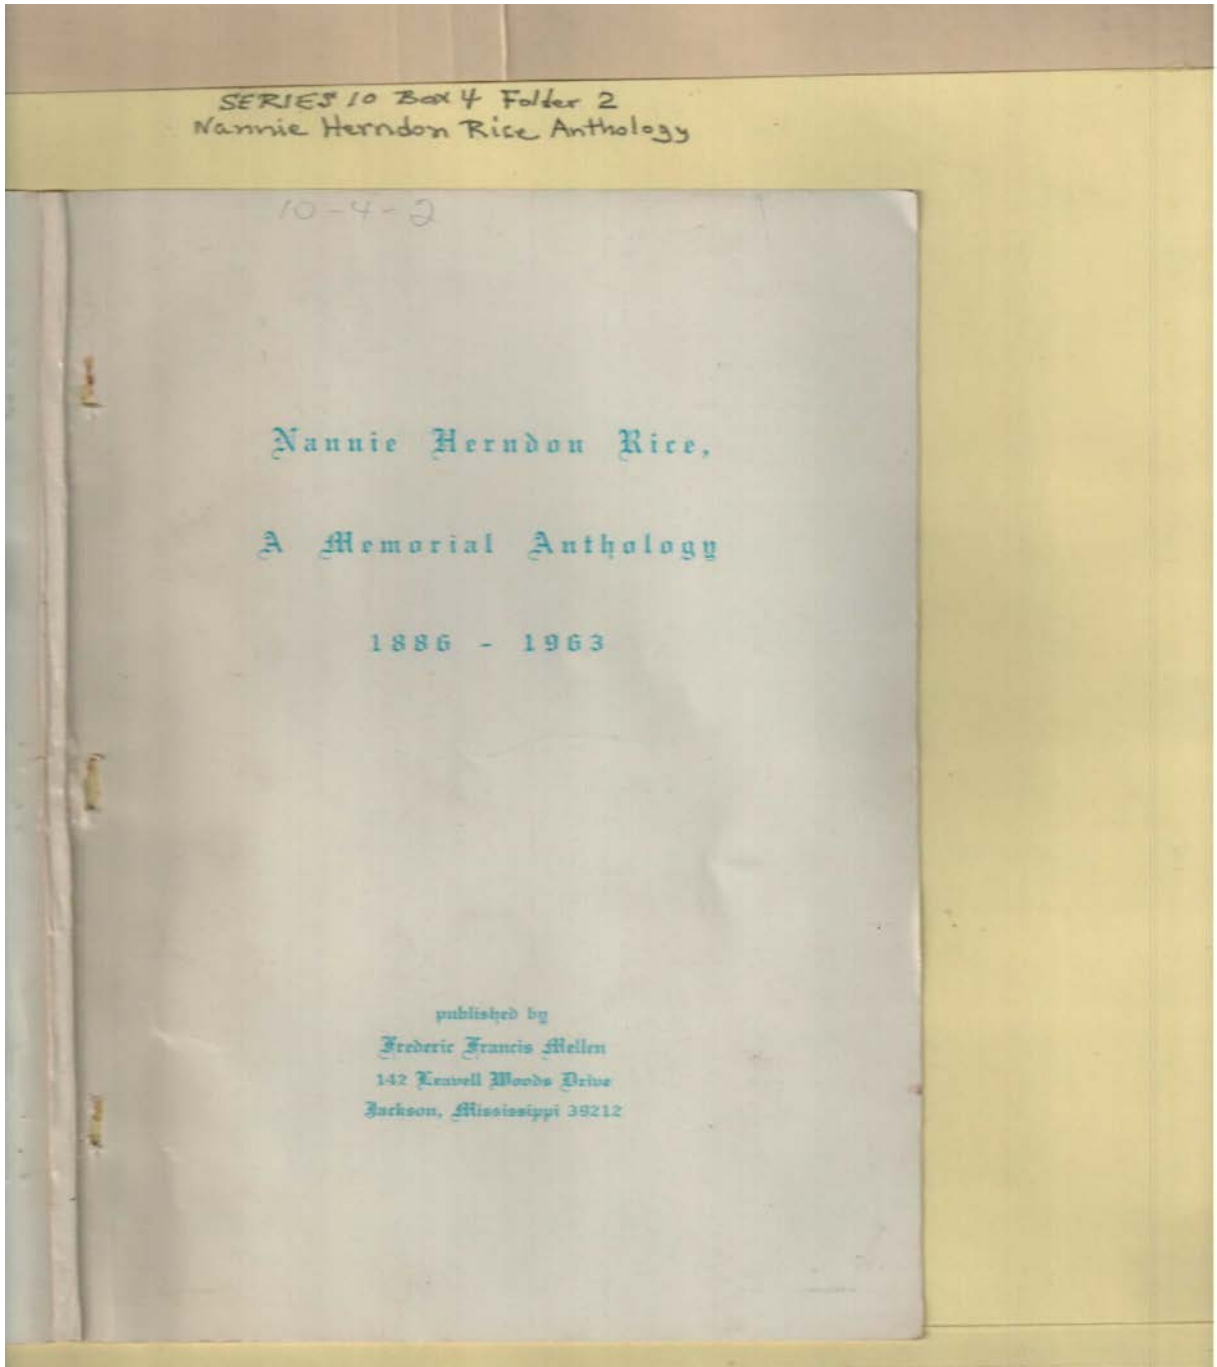 SERIES 10 Box 4 Folder 2
Nannie Herndon Rice Anthology
10-4-2
Nannie Herndon Rice,
A Memorial Anthology
1886 - 1963
published by
Frederic Francis Mellen
142 Leavell Woods Drive
Jackson, Mississippi 39212